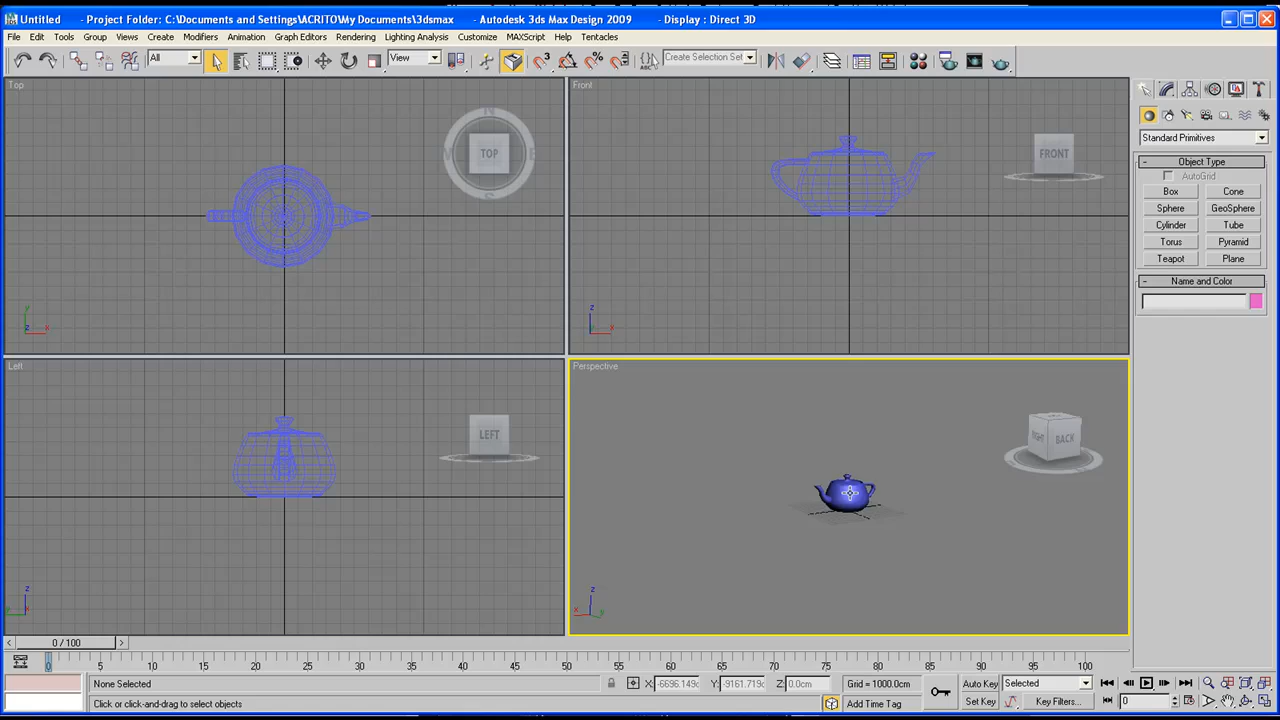 Untitled - Project Folder: C:\Documents and Settings\ACRITO\My Documents\3dsmax - Autodesk 3ds Max Design 2009 - Display : Direct 3D
File Edit Tools Group Views Create Modifiers Animation Graph Editors Rendering Lighting Analysis Customize MAXScript Help Tentacles
All View Create Selection Set
Top
TOP
Front
FRONT
Standard Primitives
- Object Type
AutoGrid
Box Cone
Sphere GeoSphere
Cylinder Tube
Torus Pyramid
Teapot Plane
- Name and Color
y
z x
z
y x
Left
LEFT
Perspective
RIGHT BACK
z
x
z
x y
< 0 / 100 >
0 5 10 15 20 25 30 35 40 45 50 55 60 65 70 75 80 85 90 95 100
None Selected X: -6696.149c Y: -9161.719c Z: 0.0cm Grid = 1000.0cm Auto Key Selected
Click or click-and-drag to select objects Add Time Tag Set Key Key Filters... 0